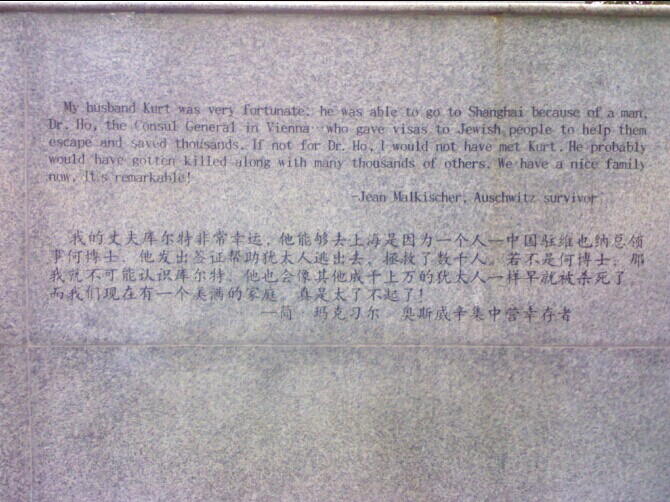 My husband Kurt was very fortunate; he was able to go to Shanghai because of a man,
Dr. Ho, the Consul General in Vienna--who gave visas to Jewish people to help them
escape and saved thousands. If not for Dr. Ho, I would not have met Kurt. He probably
would have gotten killed along with many thousands of others. We have a nice family
now. It's remarkable!
-Jean Malkischer, Auschwitz survivor
我的丈夫库尔特非常幸运，他能够去上海是因为一个人—中国驻维也纳总领
事何博士。他发出签证帮助犹太人逃出去，拯救了数千人。若不是何博士，那
我就不可能认识库尔特。他也会像其他成千上万的犹太人一样早就被杀死了。
而我们现在有一个美满的家庭。真是太了不起了！
—简·玛克习尔 奥斯威辛集中营幸存者